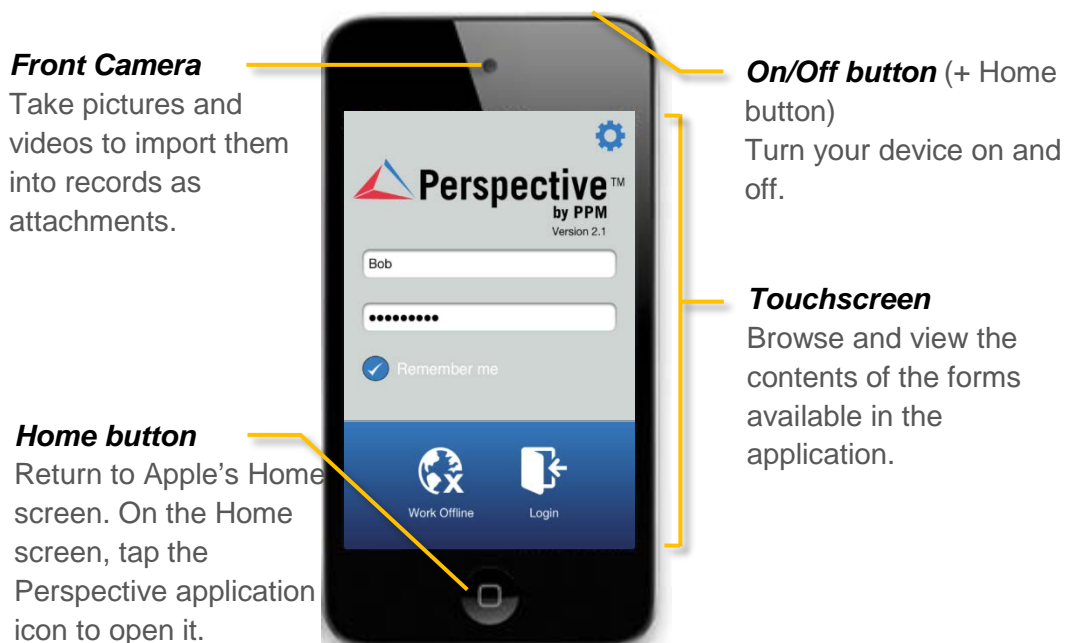 Front Camera
Take pictures and
videos to import them
into records as
attachments.
Home button
Return to Apple's Home
screen. On the Home
screen, tap the
Perspective application
icon to open it.
Perspective™
by PPM
Version 2.1
Bob
•••••••••
Remember me
Work Offline
Login
On/Off button (+ Home
button)
Turn your device on and
off.
Touchscreen
Browse and view the
contents of the forms
available in the
application.